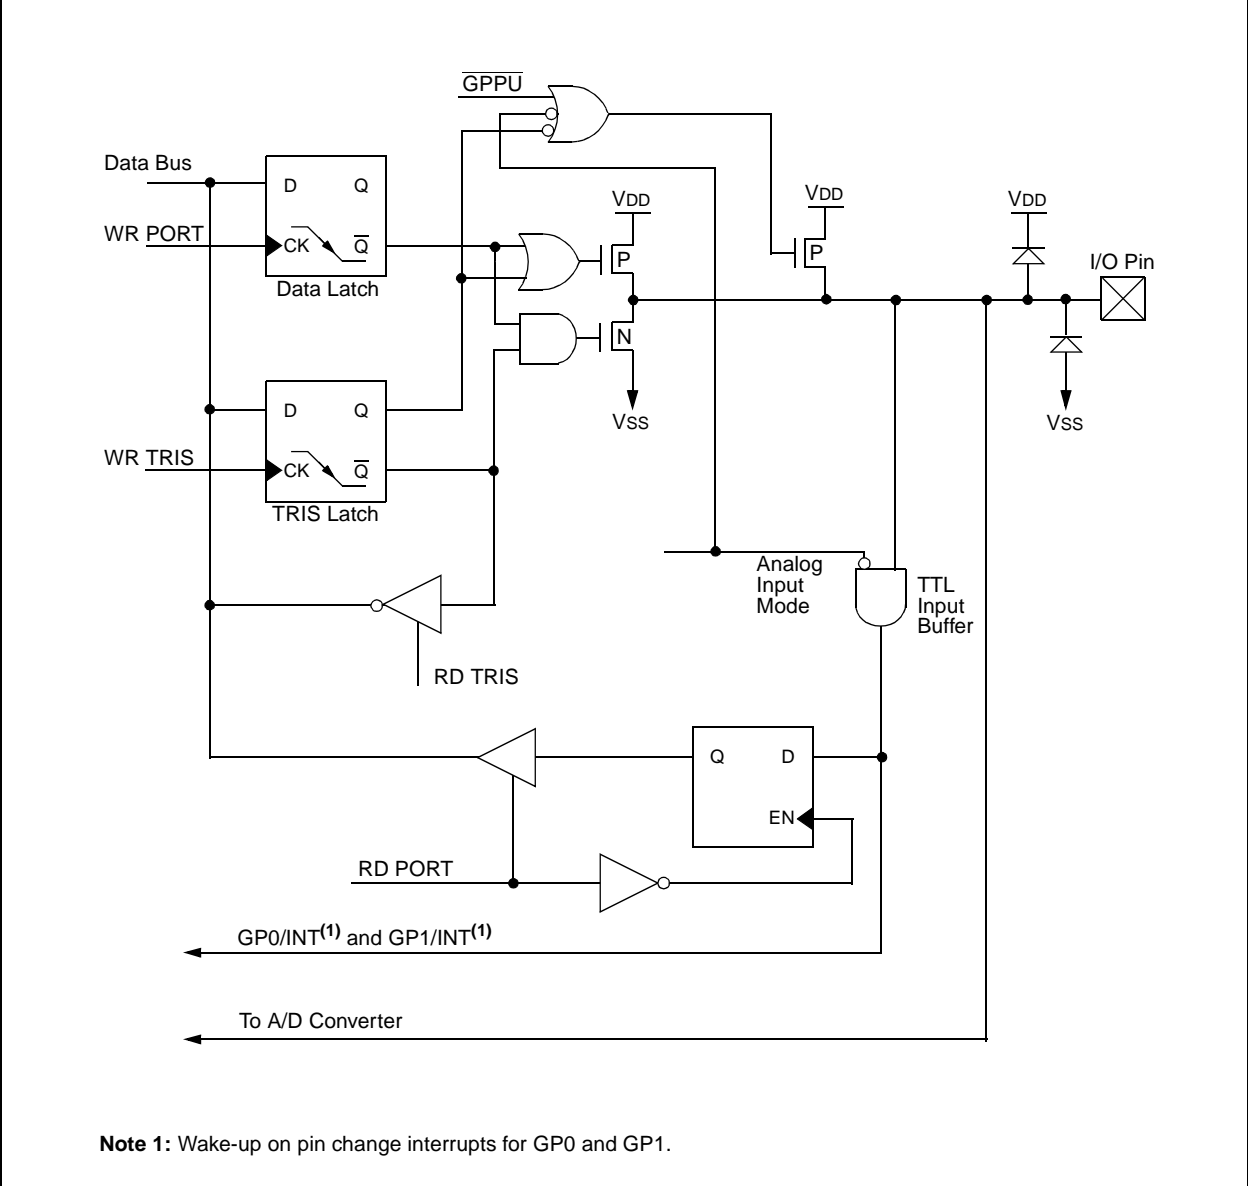 GPPU
Data Bus
D Q
WR PORT
CK Q
Data Latch
VDD
P
VDD
P
VDD
I/O Pin
N
VSS
VSS
D Q
WR TRIS
CK Q
TRIS Latch
Analog
Input
Mode
TTL
Input
Buffer
RD TRIS
Q D
EN
RD PORT
GP0/INT(1) and GP1/INT(1)
To A/D Converter
Note 1: Wake-up on pin change interrupts for GP0 and GP1.